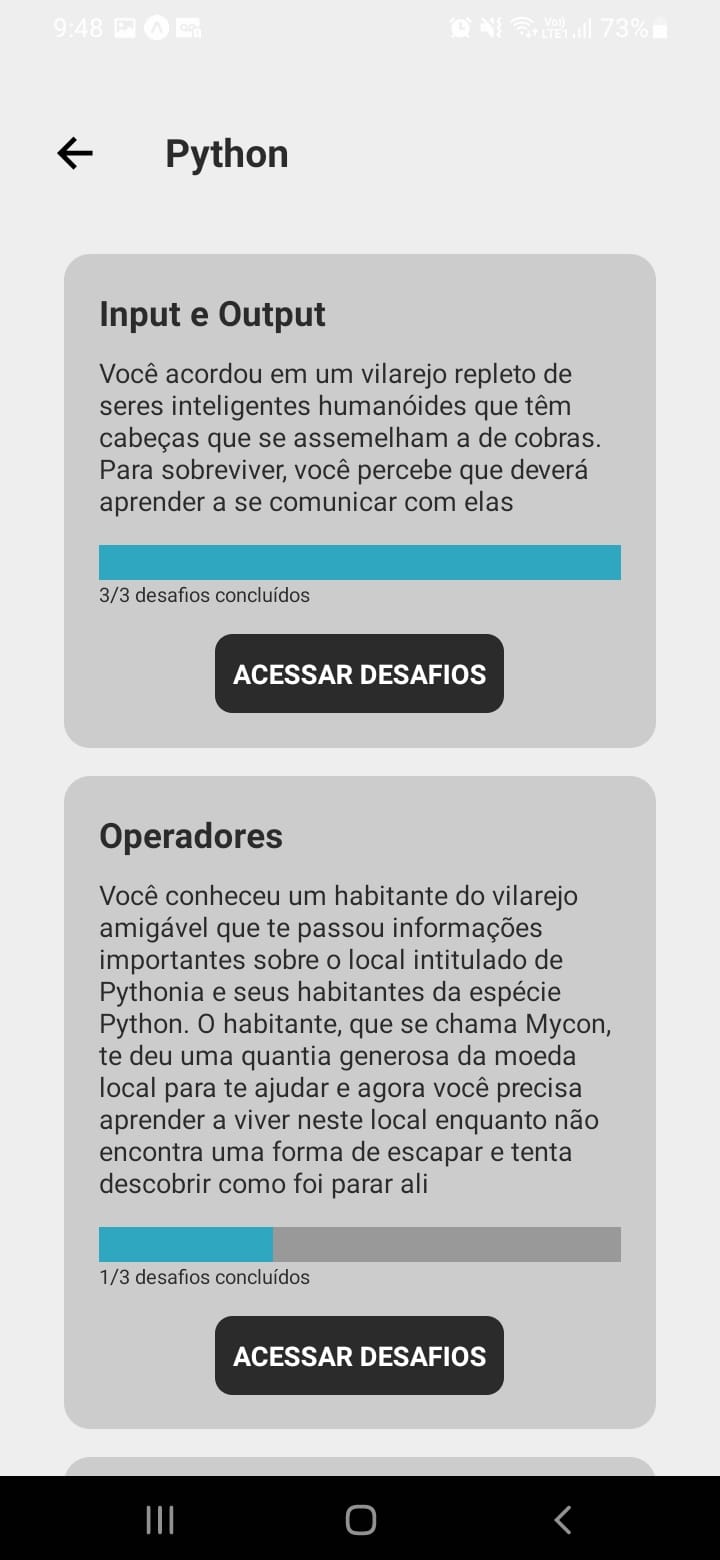 9:48
Vo)) LTE1 73%
Python
Input e Output
Você acordou em um vilarejo repleto de
seres inteligentes humanóides que têm
cabeças que se assemelham a de cobras.
Para sobreviver, você percebe que deverá
aprender a se comunicar com elas
3/3 desafios concluídos
ACESSAR DESAFIOS
Operadores
Você conheceu um habitante do vilarejo
amigável que te passou informações
importantes sobre o local intitulado de
Pythonia e seus habitantes da espécie
Python. O habitante, que se chama Mycon,
te deu uma quantia generosa da moeda
local para te ajudar e agora você precisa
aprender a viver neste local enquanto não
encontra uma forma de escapar e tenta
descobrir como foi parar ali
1/3 desafios concluídos
ACESSAR DESAFIOS